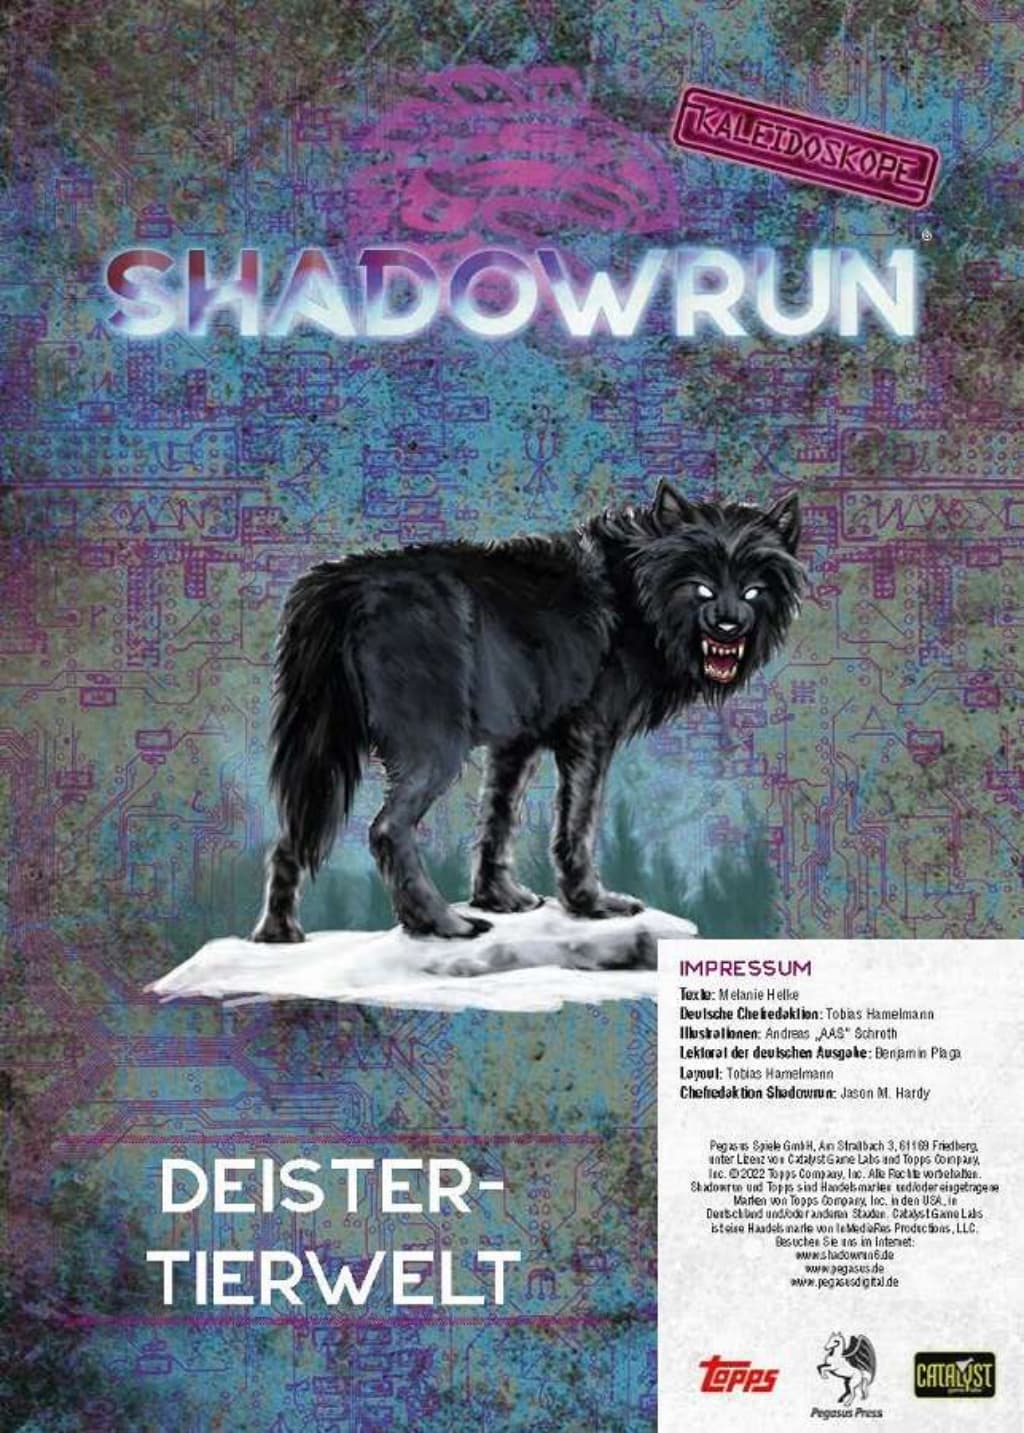 KALEIDOSKOPE
SHADOWRUN®
IMPRESSUM
Texte: Melanie Helke
Deutsche Chefredaktion: Tobias Hamelmann
Illustrationen: Andreas „AAS“ Schroth
Lektorat der deutschen Ausgabe: Benjamin Plaga
Layout: Tobias Hamelmann
Chefredaktion Shadowrun: Jason M. Hardy
Pegasus Spiele GmbH, Am Straßbach 3, 61169 Friedberg,
unter Lizenz von Catalyst Game Labs und Topps Company,
Inc. © 2022 Topps Company, Inc. Alle Rechte vorbehalten.
Shadowrun und Topps sind Handelsmarken und/oder eingetragene
Marken von Topps Company, Inc. in den USA, in
Deutschland und/oder anderen Staaten. Catalyst Game Labs
ist eine Handelsmarke von InMediaRes Productions, LLC.
Besuchen Sie uns im Internet:
www.shadowrun6.de
www.pegasus.de
www.pegasusdigital.de
DEISTER-
TIERWELT
Topps
Pegasus Press
CATALYST
game labs